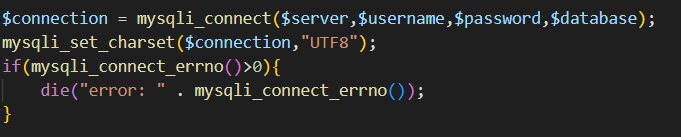 $connection = mysqli_connect($server,$username,$password,$database);
mysqli_set_charset($connection,"UTF8");
if(mysqli_connect_errno()>0){
    die("error: " . mysqli_connect_errno());
}